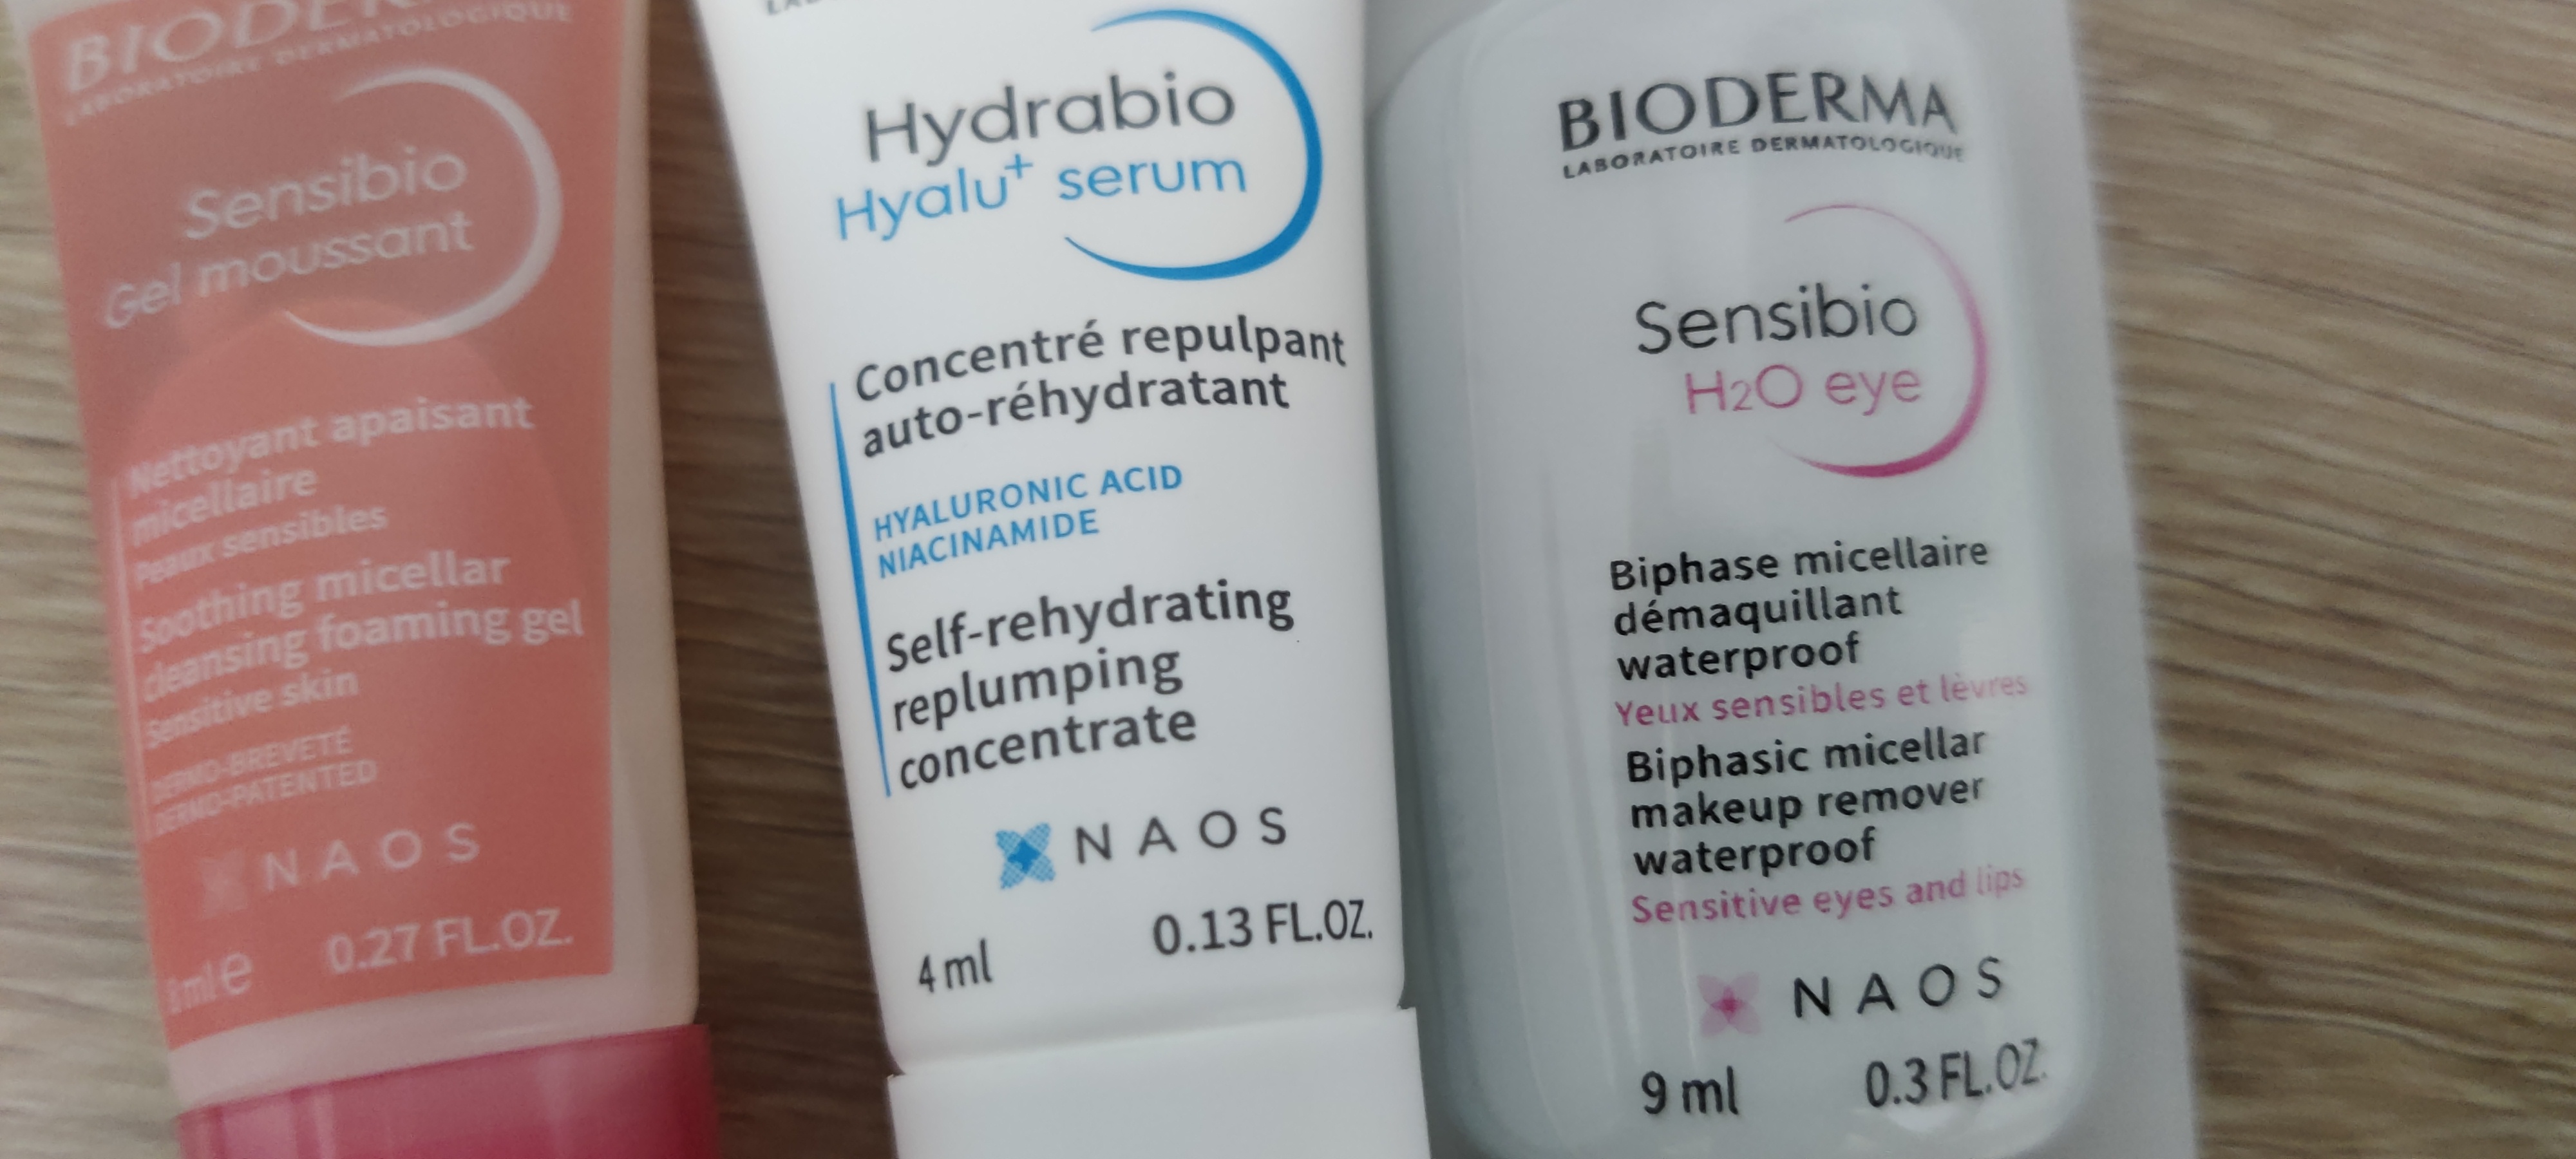 LABORATOIRE DERMATOLOGIQUE
Sensibio
Gel moussant
Nettoyant apaisant
micellaire
Peaux sensibles
Soothing micellar
cleansing foaming gel
Sensitive skin
DERMO-BREVETÉ
DERMO-PATENTED
NAOS
0.27 FL.OZ.
Hydrabio
Hyalu+ serum
Concentré repulpant
auto-réhydratant
HYALURONIC ACID
NIACINAMIDE
Self-rehydrating
replumping
concentrate
NAOS
4 ml 0.13 FL.OZ.
BIODERMA
LABORATOIRE DERMATOLOGIQUE
Sensibio
H2O eye
Biphase micellaire
démaquillant
waterproof
Yeux sensibles et lèvres
Biphasic micellar
makeup remover
waterproof
Sensitive eyes and lips
NAOS
9 ml 0.3 FL.OZ.